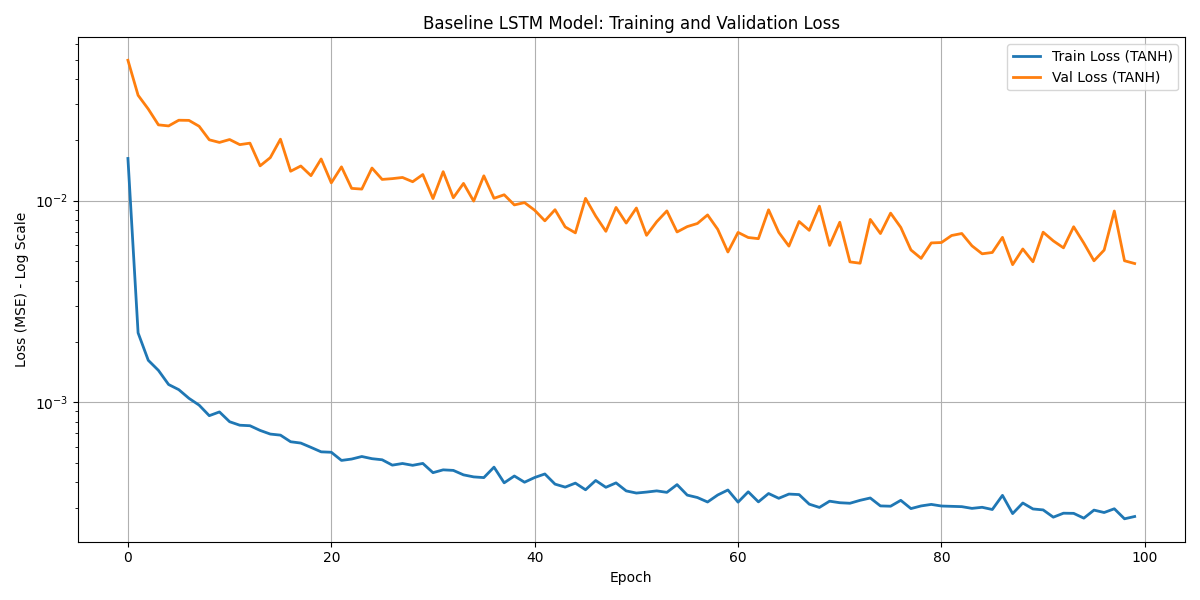 Baseline LSTM Model: Training and Validation Loss
Train Loss (TANH)
Val Loss (TANH)
Loss (MSE) - Log Scale
10⁻²
10⁻³
0 20 40 60 80 100
Epoch